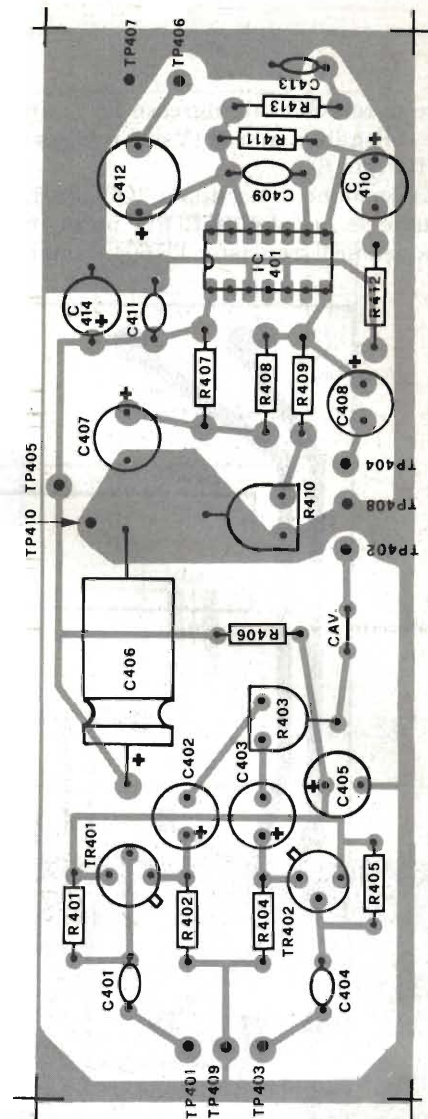 TP407
TP406
C413
R413
R411
C409
C412
+
+
C
410
IC
401
C
414
+
C411
R412
R407
R408
R409
+
C408
+
C407
TP405
TP410
R410
TP404
TP408
TP402
C406
+
R406
CAV.
C402
R403
C403
+
+
C405
+
TR401
R401
R402
R404
TR402
R405
C401
C404
TP401
TP409
TP403